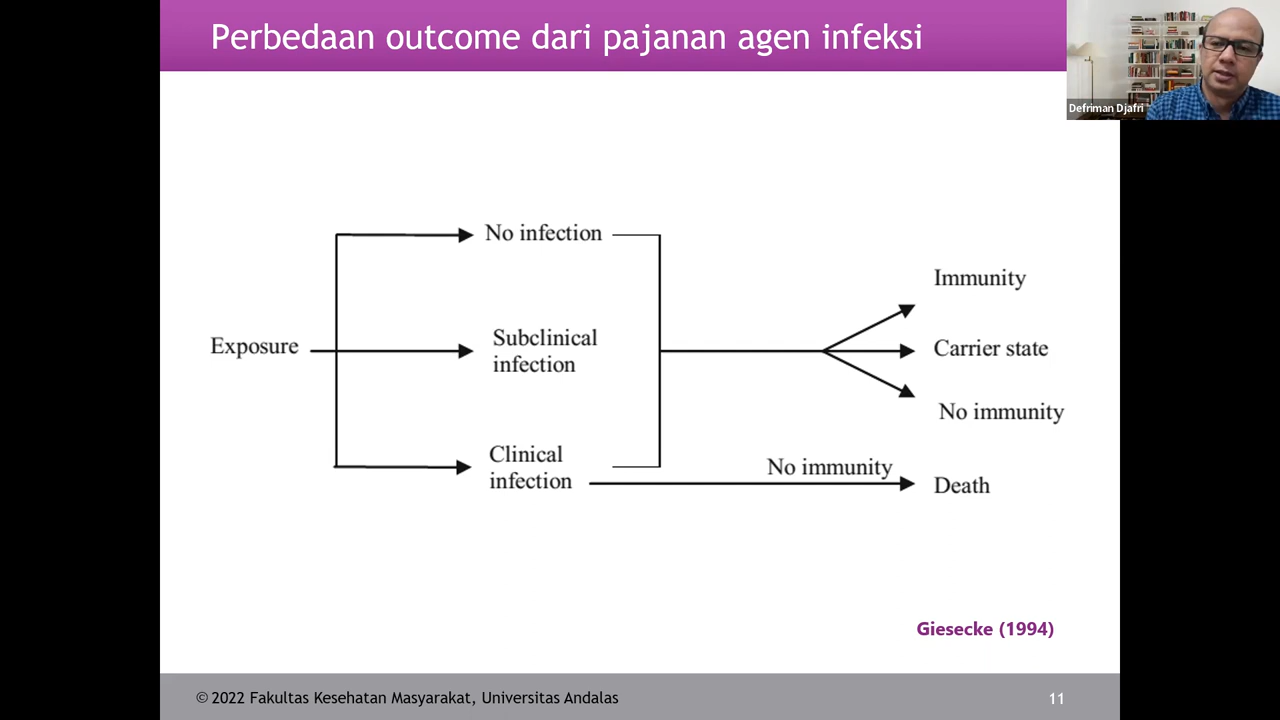 Perbedaan outcome dari pajanan agen infeksi
Defriman Djafri
No infection
Immunity
Exposure
Subclinical
infection
Carrier state
No immunity
Clinical
infection
No immunity
Death
Giesecke (1994)
© 2022 Fakultas Kesehatan Masyarakat, Universitas Andalas
11